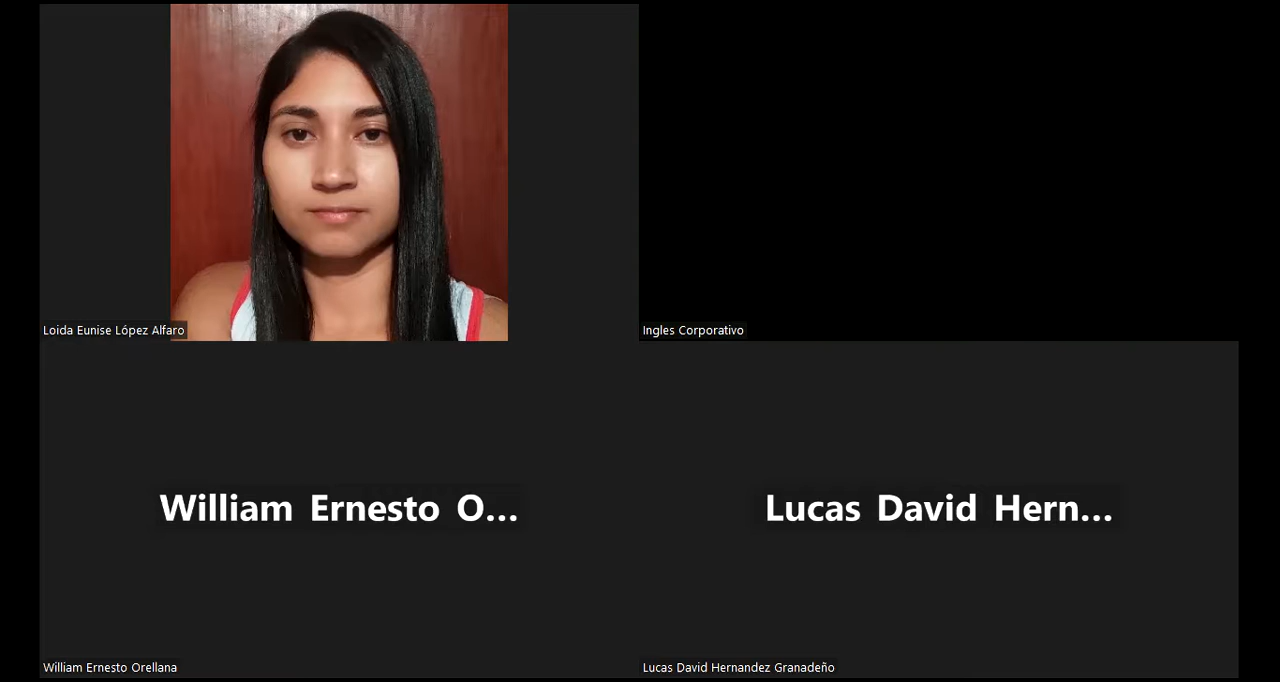 Loida Eunise López Alfaro
Ingles Corporativo
William Ernesto O...
Lucas David Hern...
William Ernesto Orellana
Lucas David Hernandez Granadeño